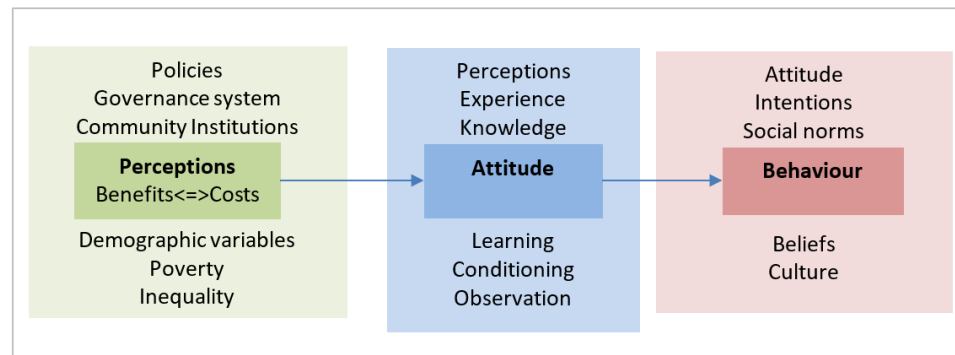 Policies
Governance system
Community Institutions
Perceptions
Benefits<=>Costs
Demographic variables
Poverty
Inequality
Perceptions
Experience
Knowledge
Attitude
Learning
Conditioning
Observation
Attitude
Intentions
Social norms
Behaviour
Beliefs
Culture